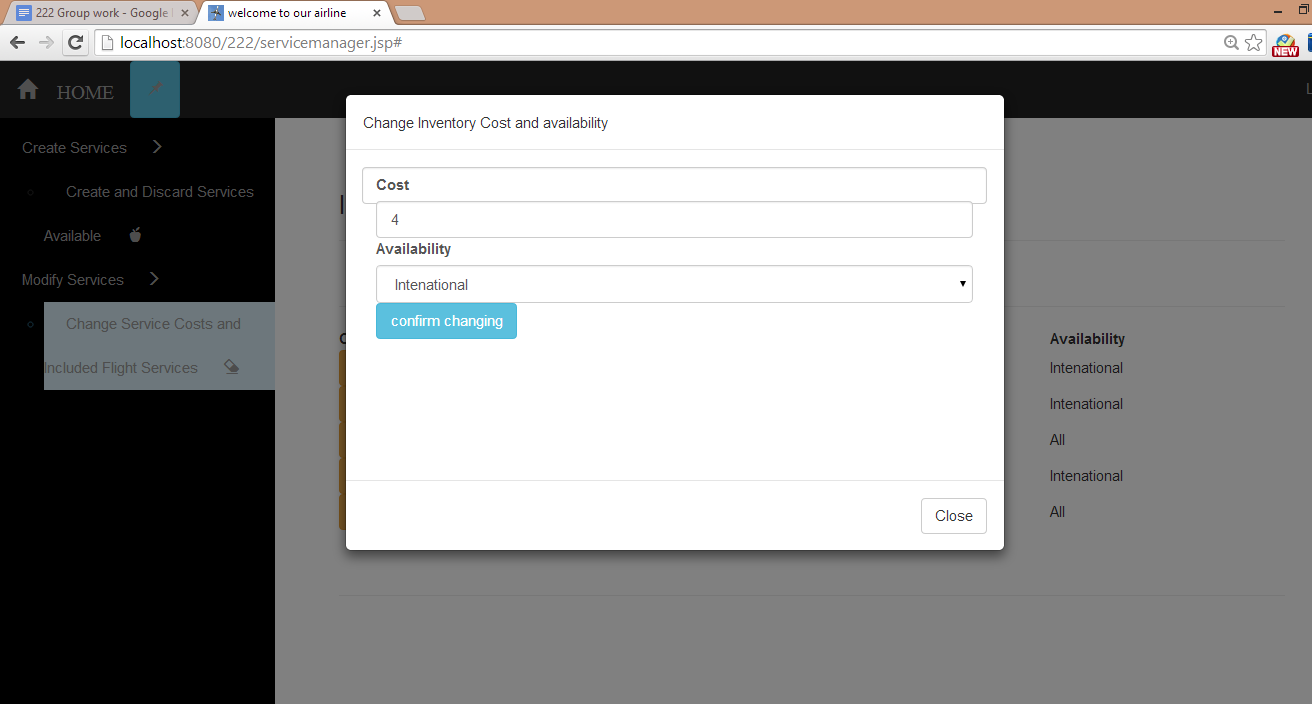 222 Group work - Google
welcome to our airline
localhost:8080/222/servicemanager.jsp#
NEW
HOME
L
Create Services
Create and Discard Services
Available
Modify Services
Change Service Costs and
Included Flight Services
Change Inventory Cost and availability
Cost
4
Availability
Intenational
confirm changing
Close
Availability
Intenational
Intenational
All
Intenational
All